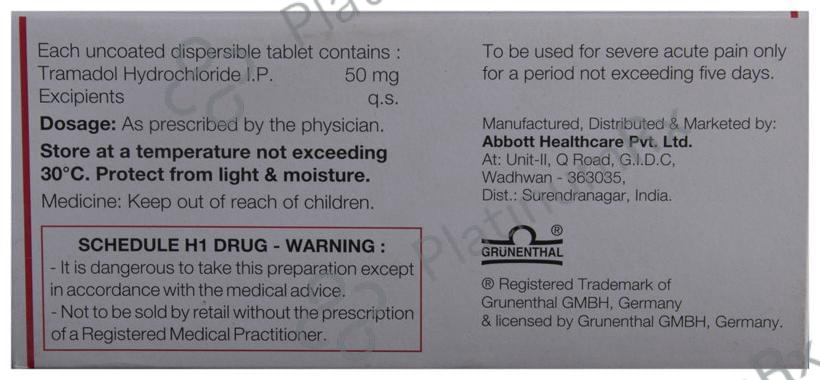 Each uncoated dispersible tablet contains :
Tramadol Hydrochloride I.P. 50 mg
Excipients q.s.
Dosage: As prescribed by the physician.
Store at a temperature not exceeding
30°C. Protect from light & moisture.
Medicine: Keep out of reach of children.
SCHEDULE H1 DRUG - WARNING :
- It is dangerous to take this preparation except
in accordance with the medical advice.
- Not to be sold by retail without the prescription
of a Registered Medical Practitioner.
To be used for severe acute pain only
for a period not exceeding five days.
Manufactured, Distributed & Marketed by:
Abbott Healthcare Pvt. Ltd.
At: Unit-II, Q Road, G.I.D.C,
Wadhwan - 363035,
Dist.: Surendranagar, India.
®
GRÜNENTHAL
® Registered Trademark of
Grunenthal GMBH, Germany
& licensed by Grunenthal GMBH, Germany.
PlatinumRx
Platinum
Rx